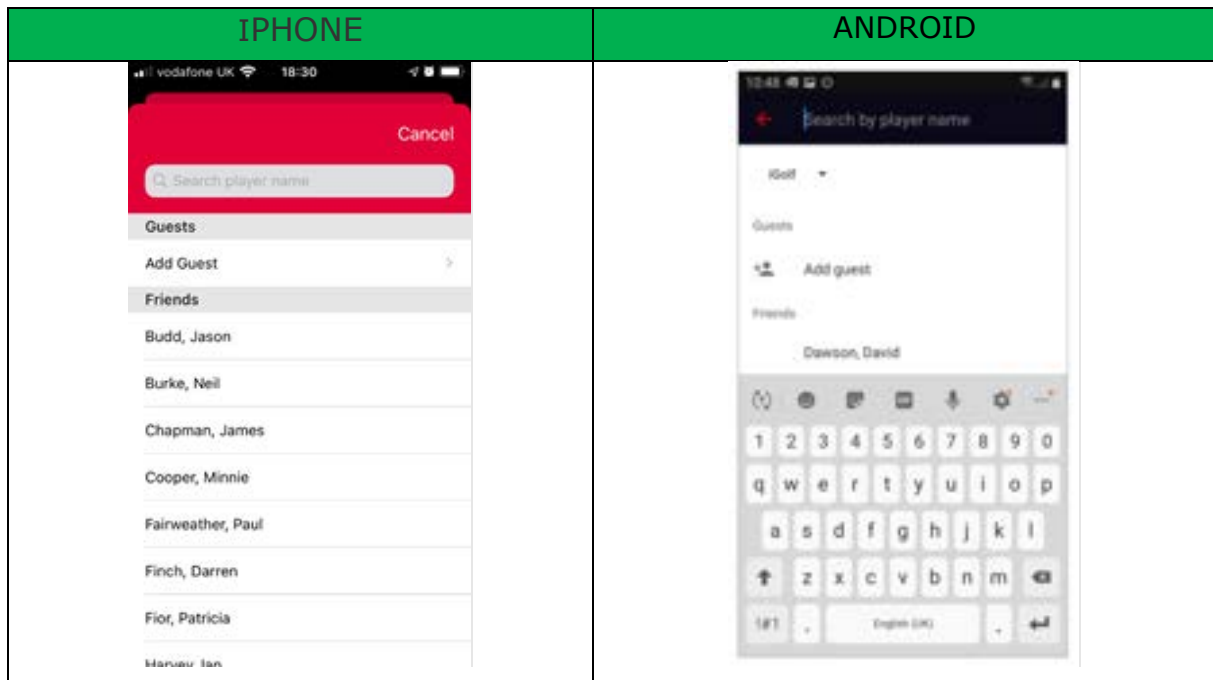 IPHONE
vodafone UK 18:30
Cancel
Search player name
Guests
Add Guest
Friends
Budd, Jason
Burke, Neil
Chapman, James
Cooper, Minnie
Fairweather, Paul
Finch, Darren
Fior, Patricia
Harvey, Ian
ANDROID
10:48
Search by player name
iGolf
Guests
Add guest
Friends
Dawson, David
1 2 3 4 5 6 7 8 9 0
q w e r t y u i o p
a s d f g h j k l
z x c v b n m
!#1 , English (UK) .